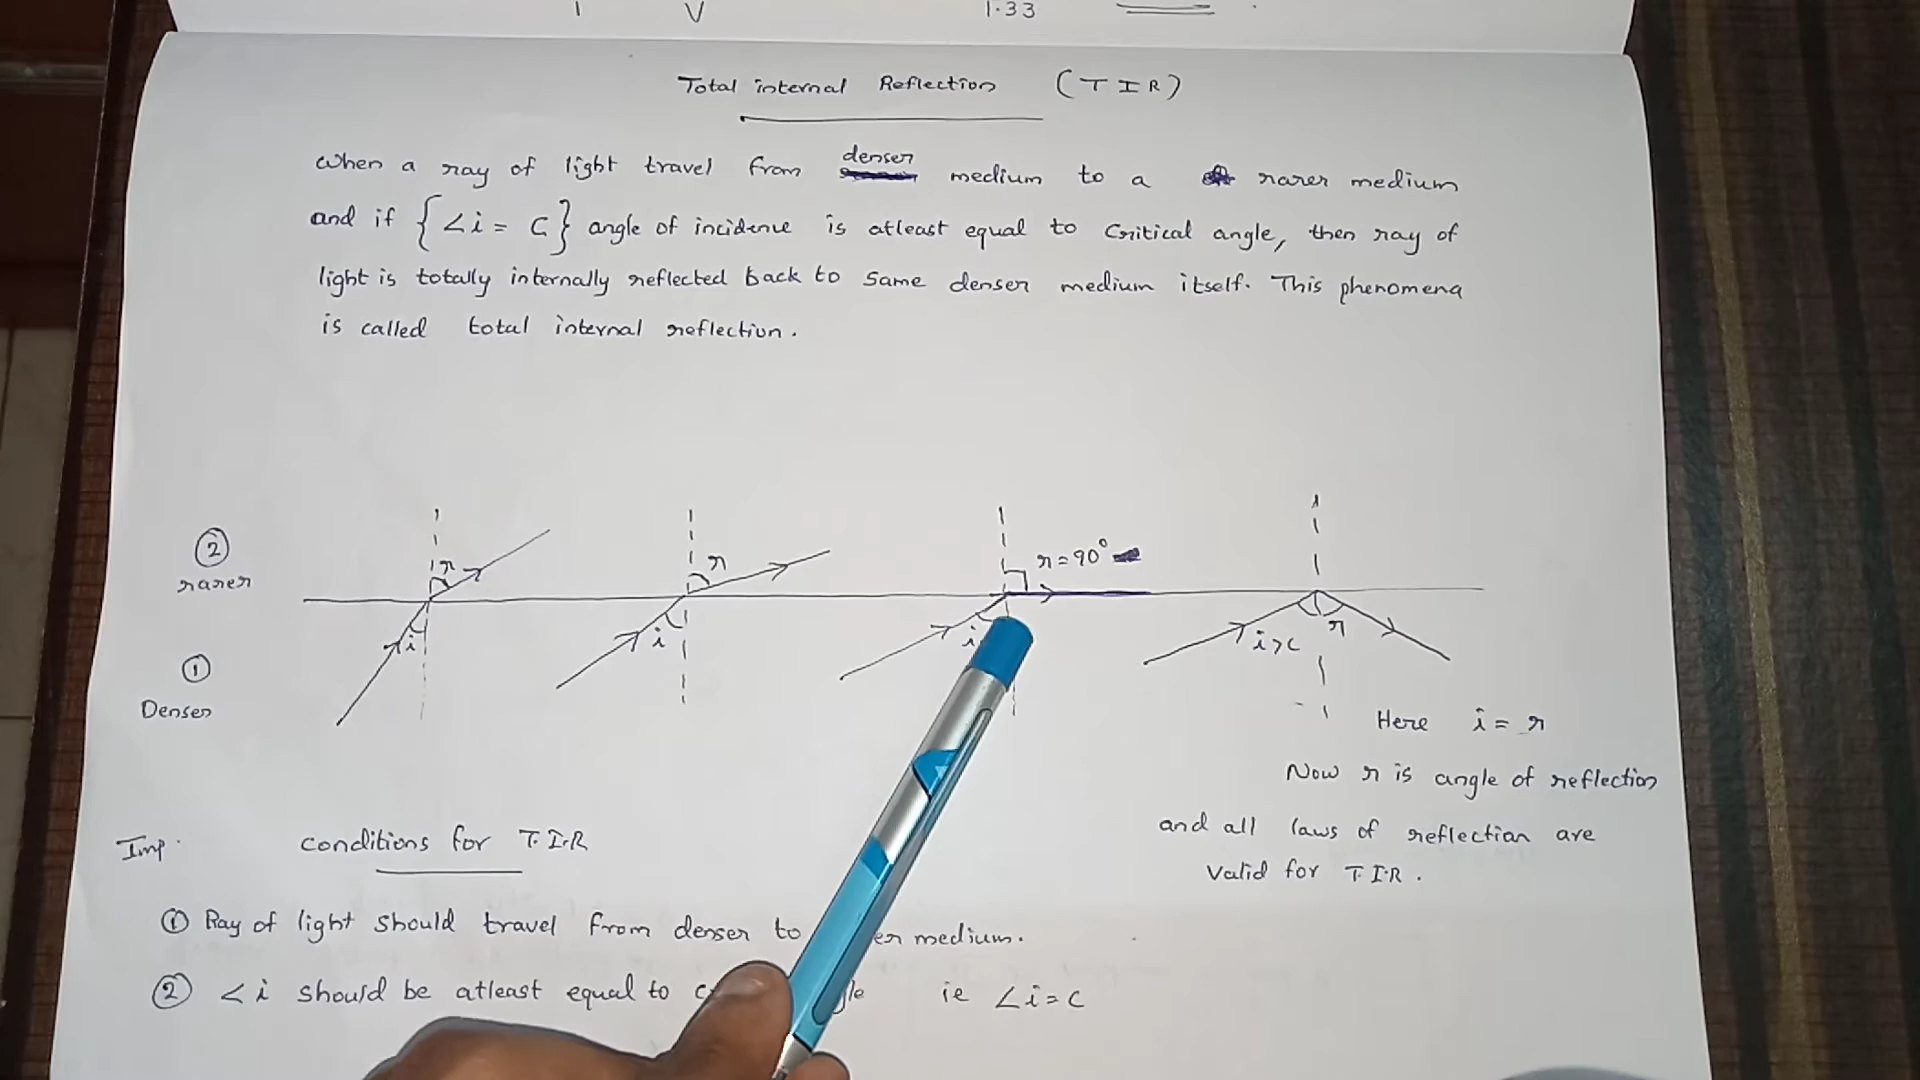 1 V 1.33
Total internal Reflection (TIR)
When a ray of light travel from denser medium to a rarer medium
and if {∠i = C} angle of incidence is atleast equal to Critical angle, then ray of
light is totally internally reflected back to same denser medium itself. This phenomena
is called total internal reflection.
② rarer
r
r
r = 90°
① Denser
i
i
i
i>c
r
Here i = r
Now r is angle of reflection
and all laws of reflection are
Valid for T.I.R.
Imp.
Conditions for T.I.R
① Ray of light should travel from denser to medium.
② ∠i should be atleast equal to ie ∠i = c